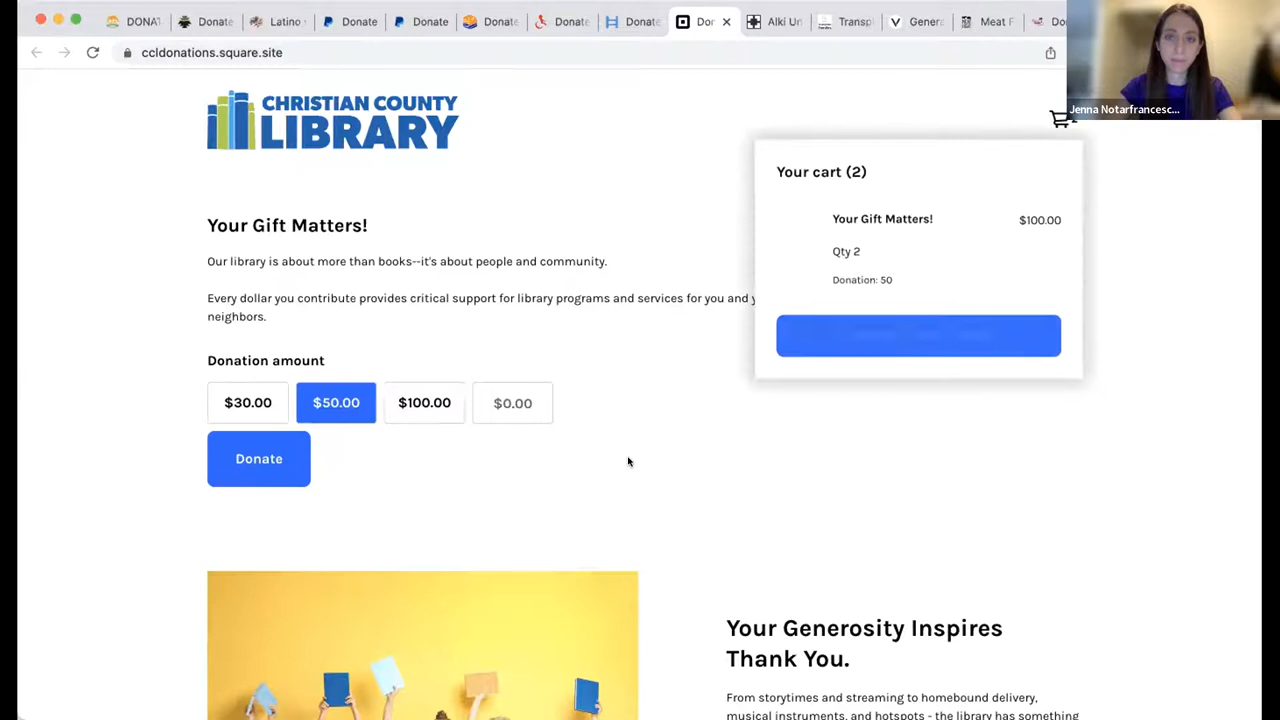 DONAT
Donate
Latino
Donate
Donate
Donate
Donate
Donate
Don
Alki Un
Transpl
Genera
Meat F
Do
ccldonations.square.site
Jenna Notarfrancesc...
CHRISTIAN COUNTY
LIBRARY
Your cart (2)
Your Gift Matters!
$100.00
Qty 2
Donation: 50
Your Gift Matters!
Our library is about more than books--it's about people and community.
Every dollar you contribute provides critical support for library programs and services for you and
neighbors.
Donation amount
$30.00
$50.00
$100.00
$0.00
Donate
Your Generosity Inspires
Thank You.
From storytimes and streaming to homebound delivery,
musical instruments, and hotspots - the library has something